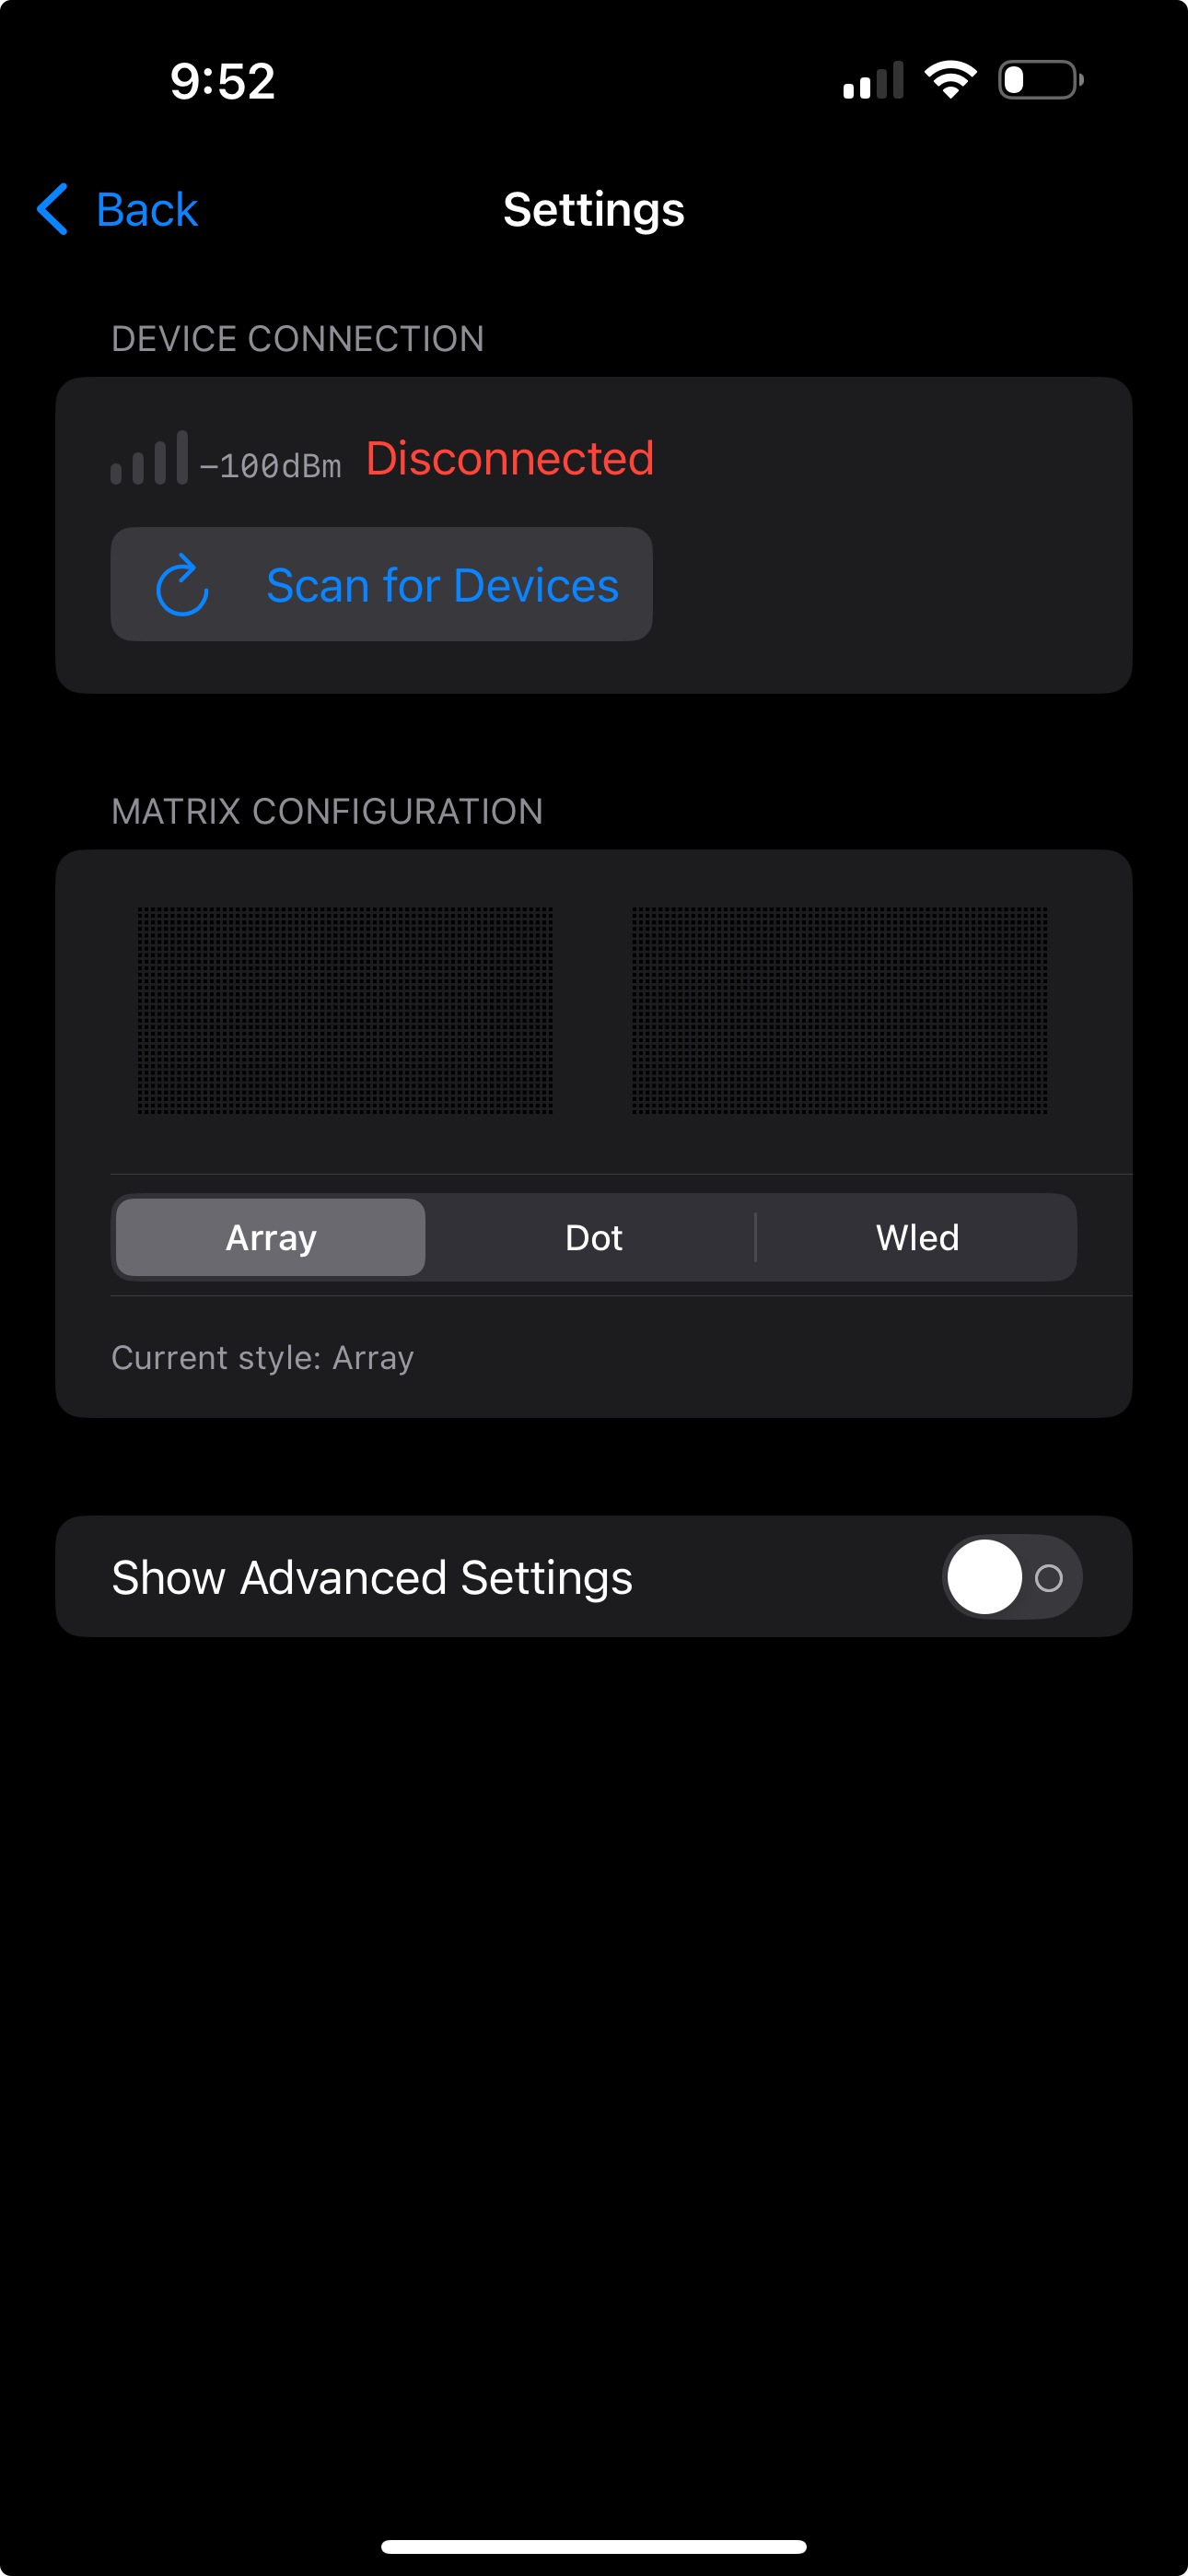 9:52
Back
Settings
DEVICE CONNECTION
-100dBm Disconnected
Scan for Devices
MATRIX CONFIGURATION
Array Dot Wled
Current style: Array
Show Advanced Settings